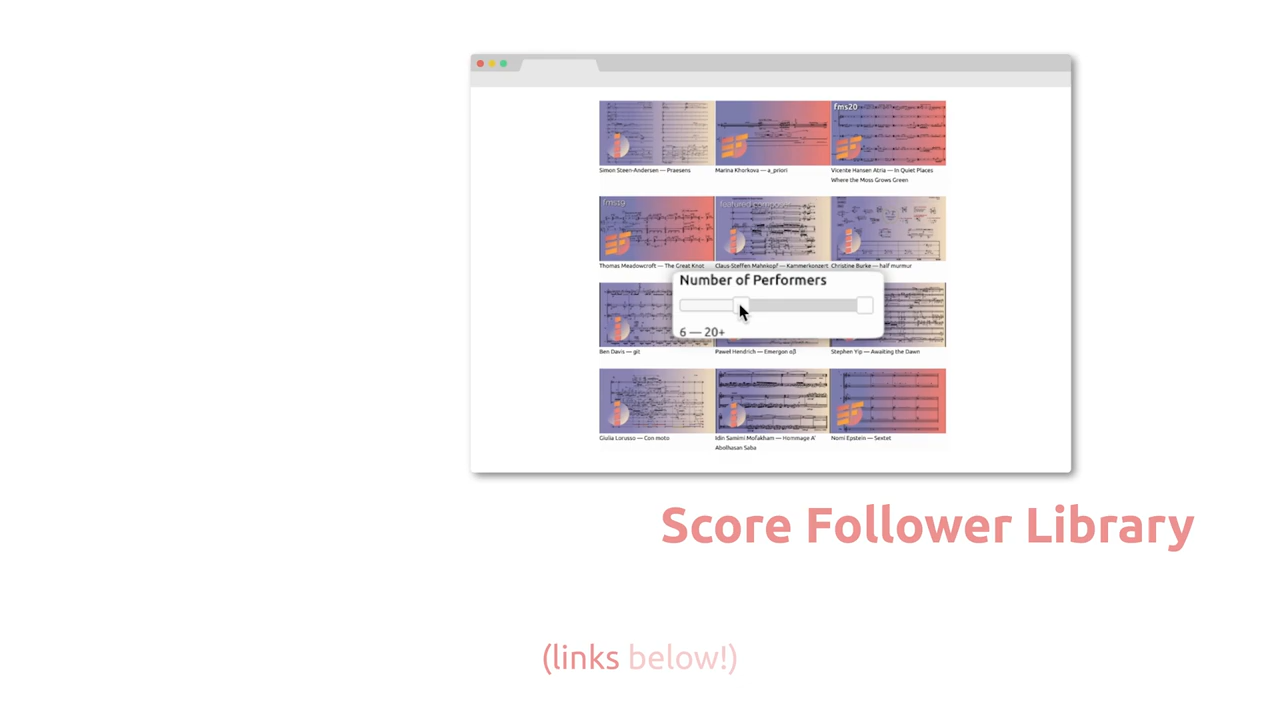 fms20
Simon Steen-Andersen — Praesens
Marina Khorkova — a_priori
Vicente Hansen Atria — In Quiet Places
Where the Moss Grows Green
fms19
featured
Thomas Meadowcroft — The Great Knot
Claus-Steffen Mahnkopf — Kammerkonzert
Christine Burke — half murmur
Number of Performers
6 — 20+
Ben Davis — git
Paweł Hendrich — Emergon αβ
Stephen Yip — Awaiting the Dawn
Giulia Lorusso — Con moto
Idin Samimi Mofakham — Hommage A'
Abolhasan Saba
Nomi Epstein — Sextet
Score Follower Library
(links below!)